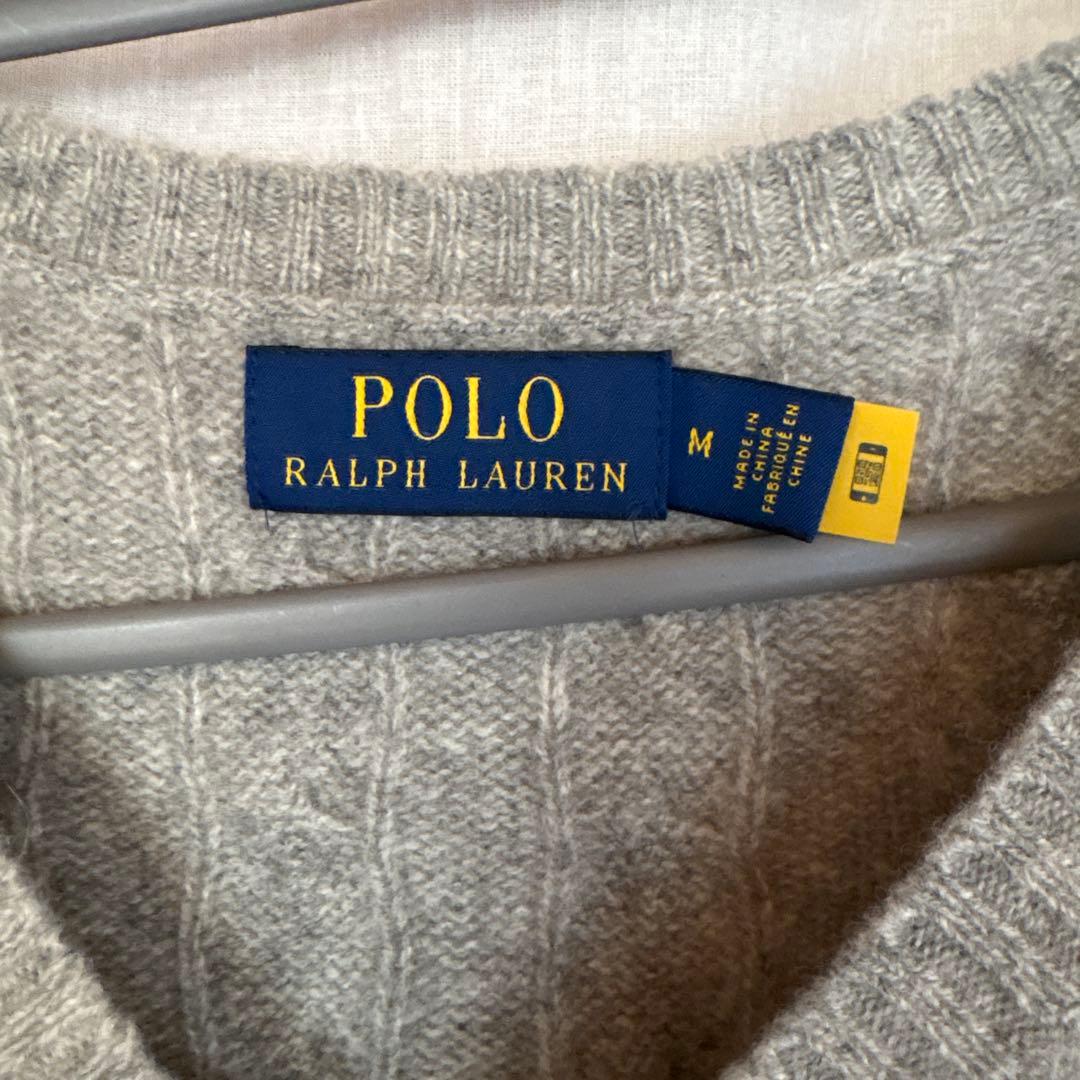 POLO
RALPH LAUREN
M
MADE IN
CHINA
FABRIQUÉ EN
CHINE